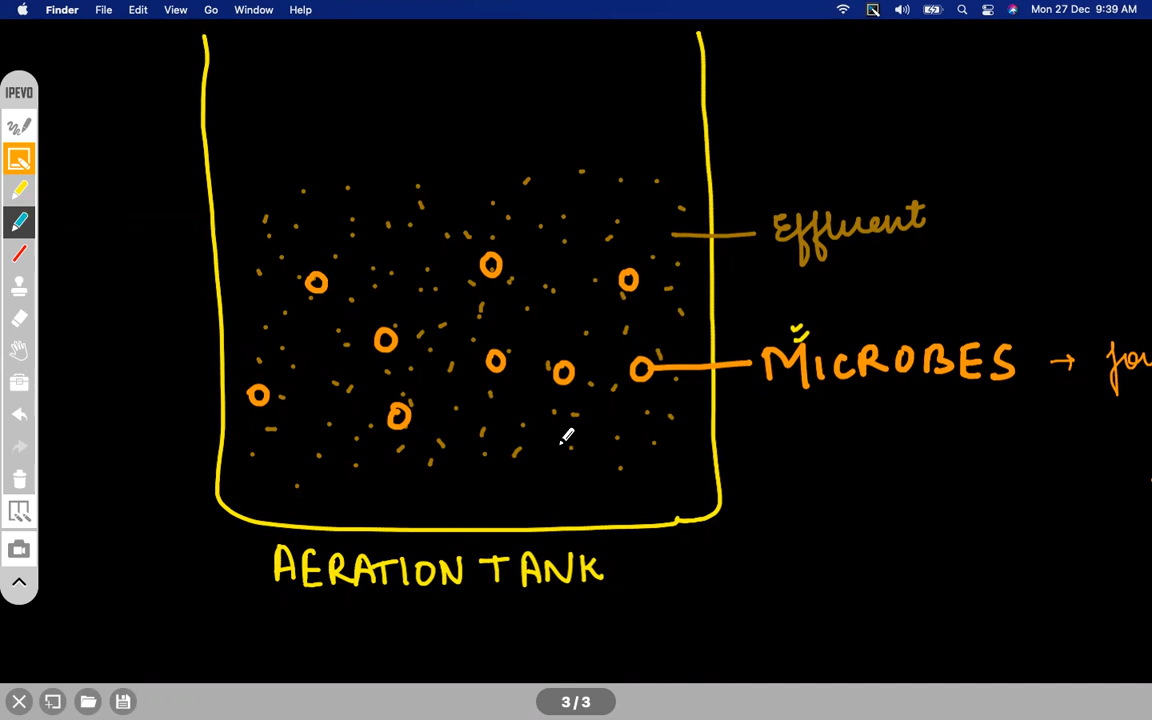 Finder File Edit View Go Window Help Mon 27 Dec 9:39 AM
IPEVO
Effluent
MICROBES →
AERATION TANK
3/3